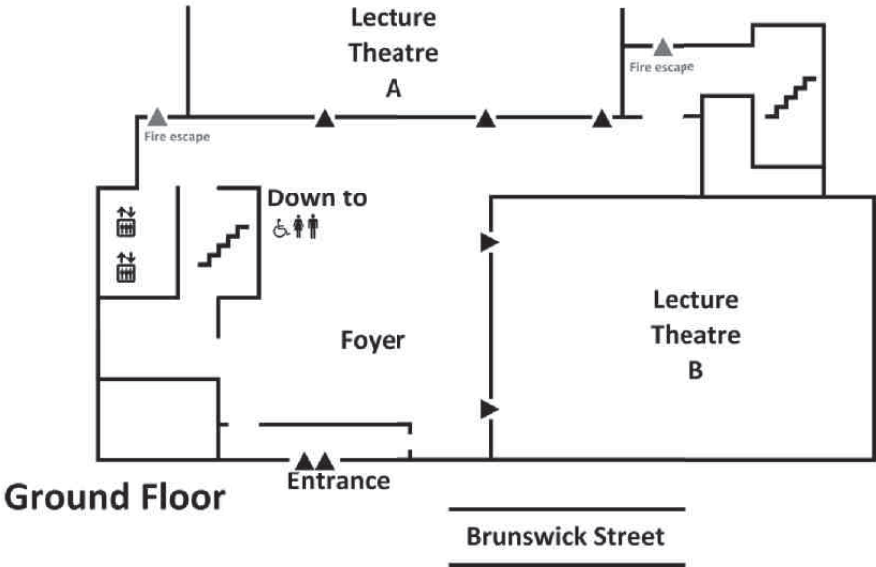 Lecture
Theatre
A
Fire escape
Fire escape
Down to
Lecture
Theatre
B
Foyer
Entrance
Ground Floor
Brunswick Street